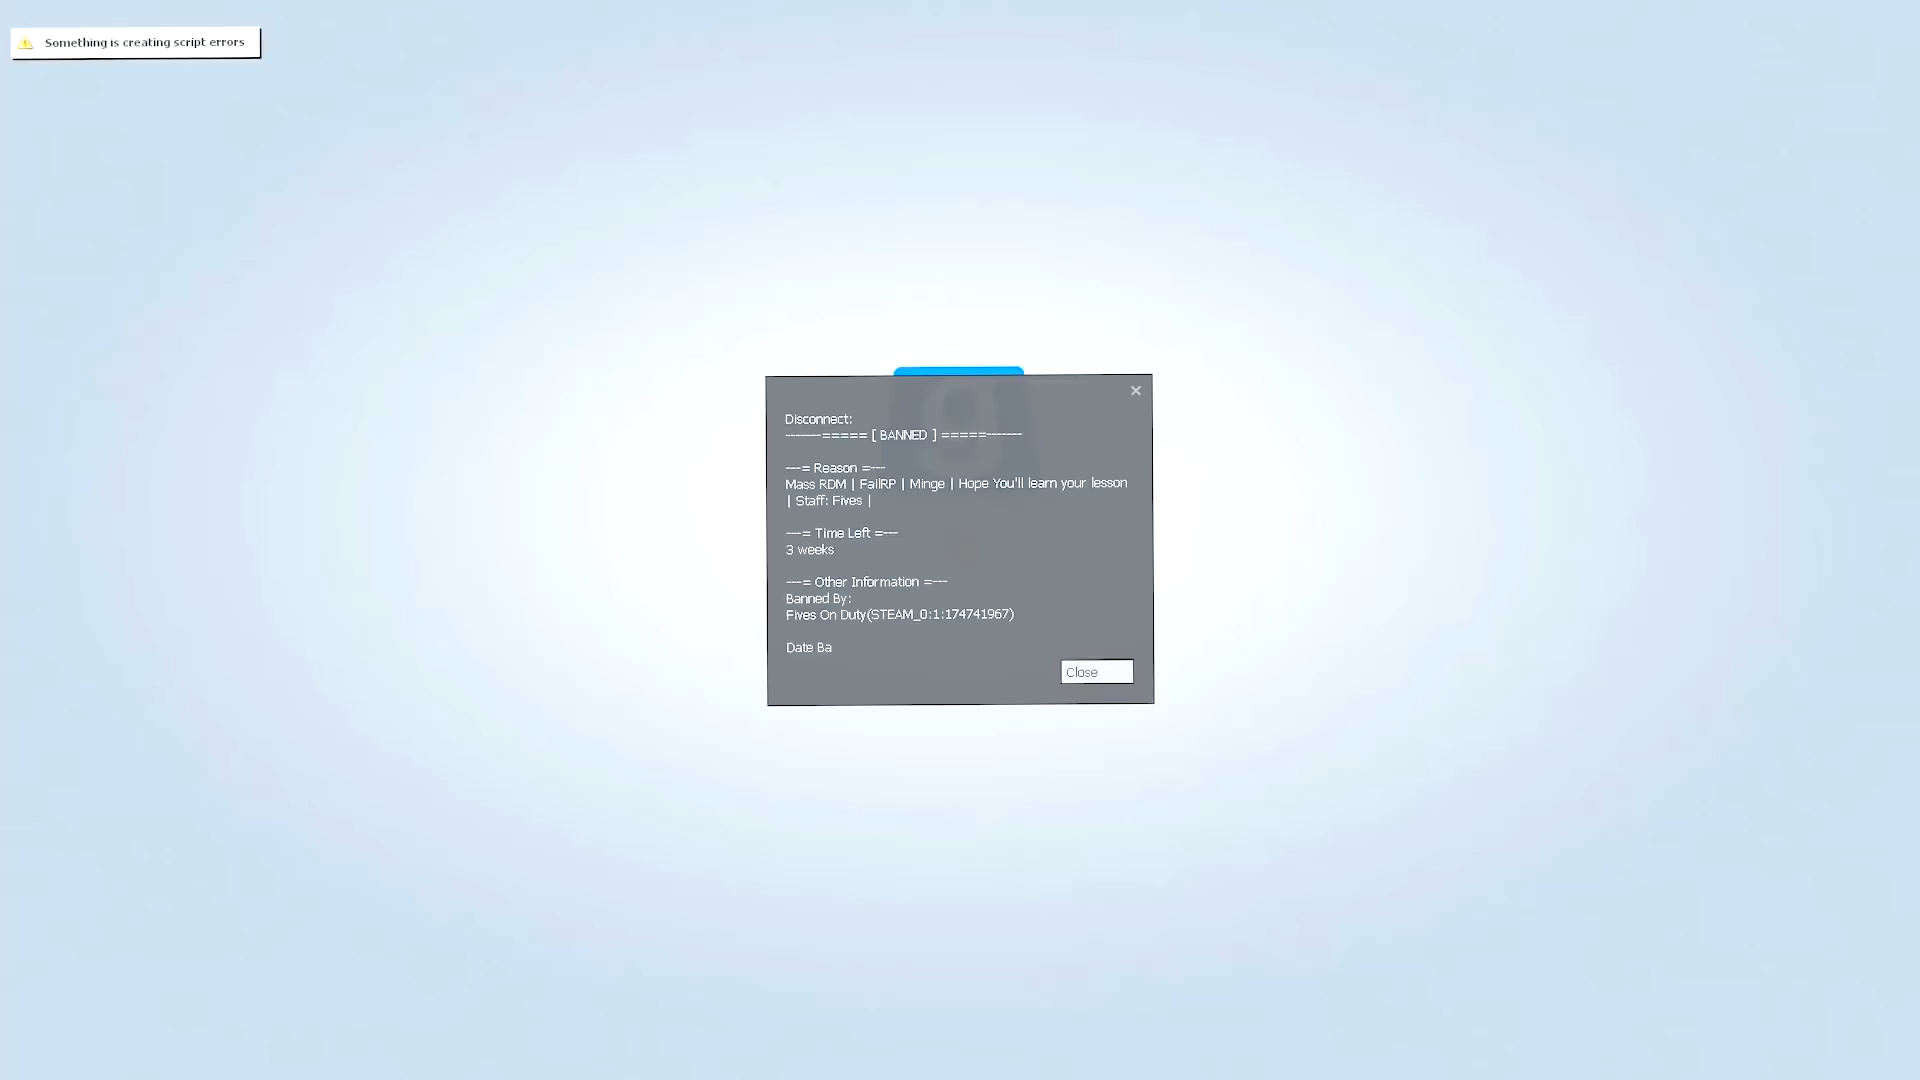 Something is creating script errors
Disconnect:
-------===== [ BANNED ] =====-------
---= Reason =---
Mass RDM | FailRP | Minge | Hope You'll learn your lesson
| Staff: Fives |
---= Time Left =---
3 weeks
---= Other Information =---
Banned By:
Fives On Duty(STEAM_0:1:174741967)
Date Ba
Close